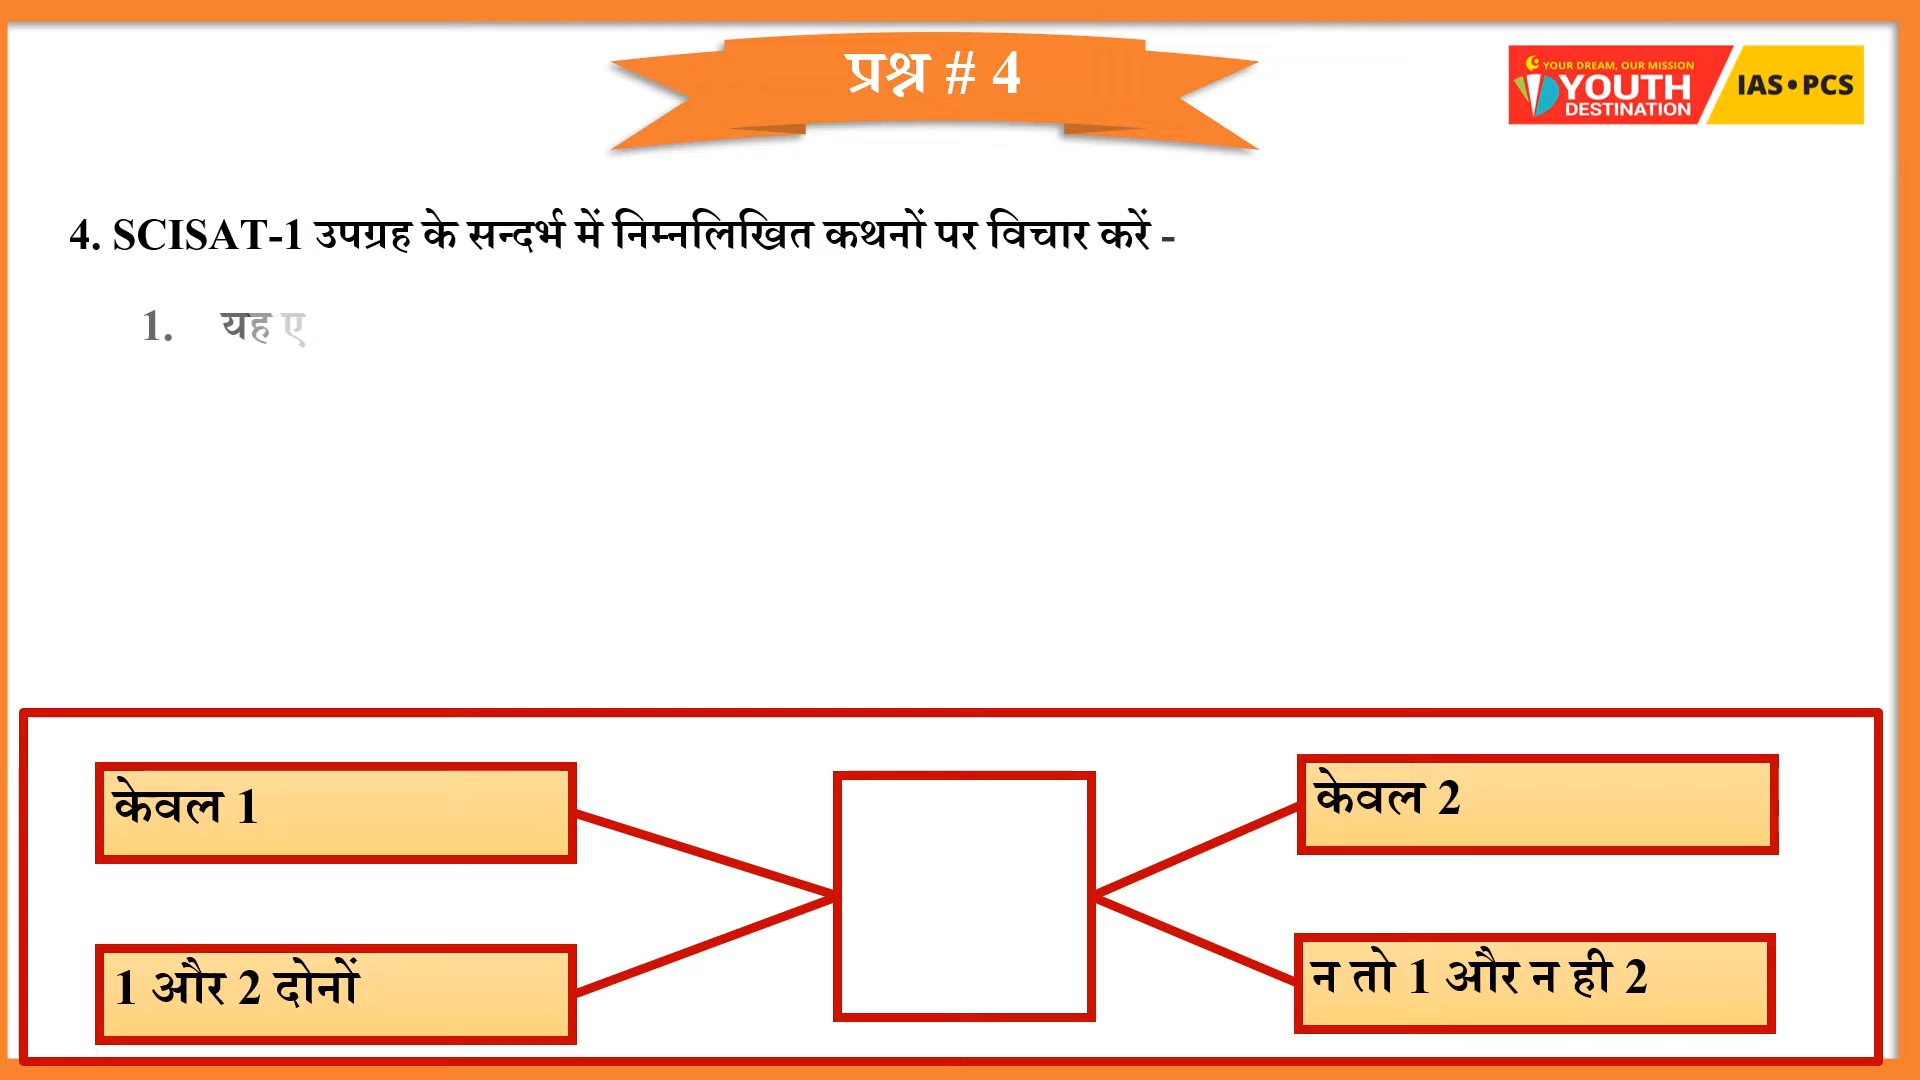 प्रश्न # 4
YOUR DREAM, OUR MISSION
YOUTH
DESTINATION
IAS•PCS
4. SCISAT-1 उपग्रह के सन्दर्भ में निम्नलिखित कथनों पर विचार करें -
1. यह ए
केवल 1
केवल 2
1 और 2 दोनों
न तो 1 और न ही 2